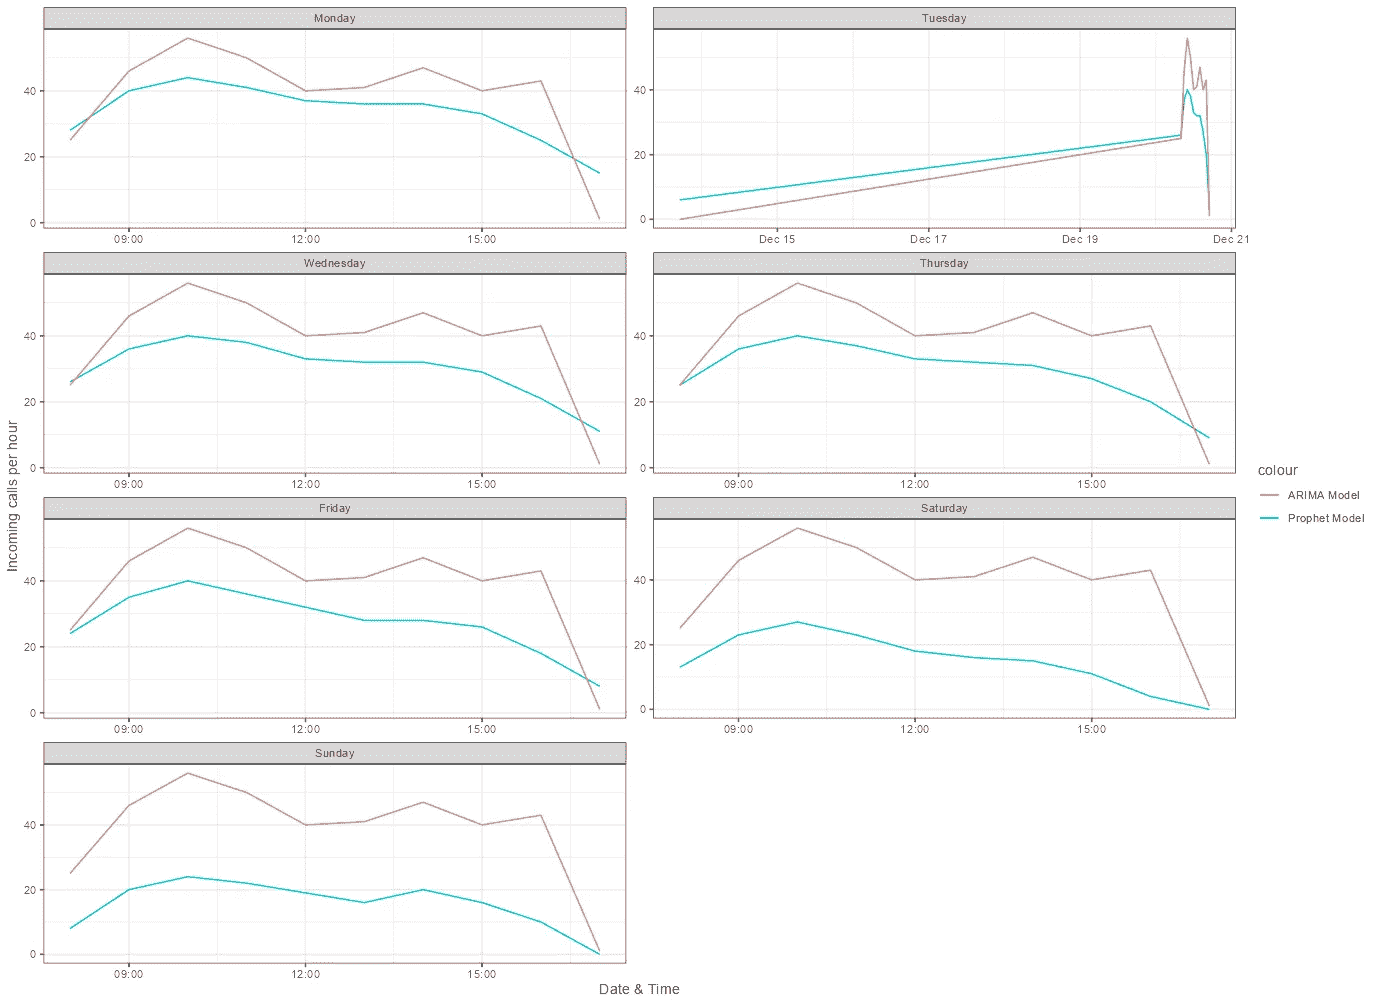 Monday
Tuesday
40
20
0
09:00 12:00 15:00
40
20
0
Dec 15 Dec 17 Dec 19 Dec 21
Wednesday
Thursday
40
20
0
09:00 12:00 15:00
40
20
0
09:00 12:00 15:00
Friday
Saturday
40
20
0
09:00 12:00 15:00
40
20
0
09:00 12:00 15:00
Sunday
40
20
0
09:00 12:00 15:00
Incoming calls per hour
Date & Time
colour
ARIMA Model
Prophet Model